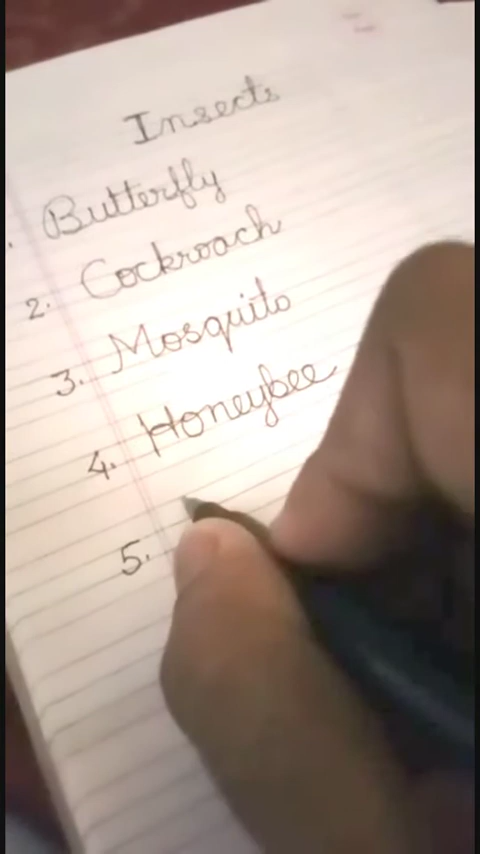 Insects
. Butterfly
2. Cockroach
3. Mosquito
4. Honeybee
5.